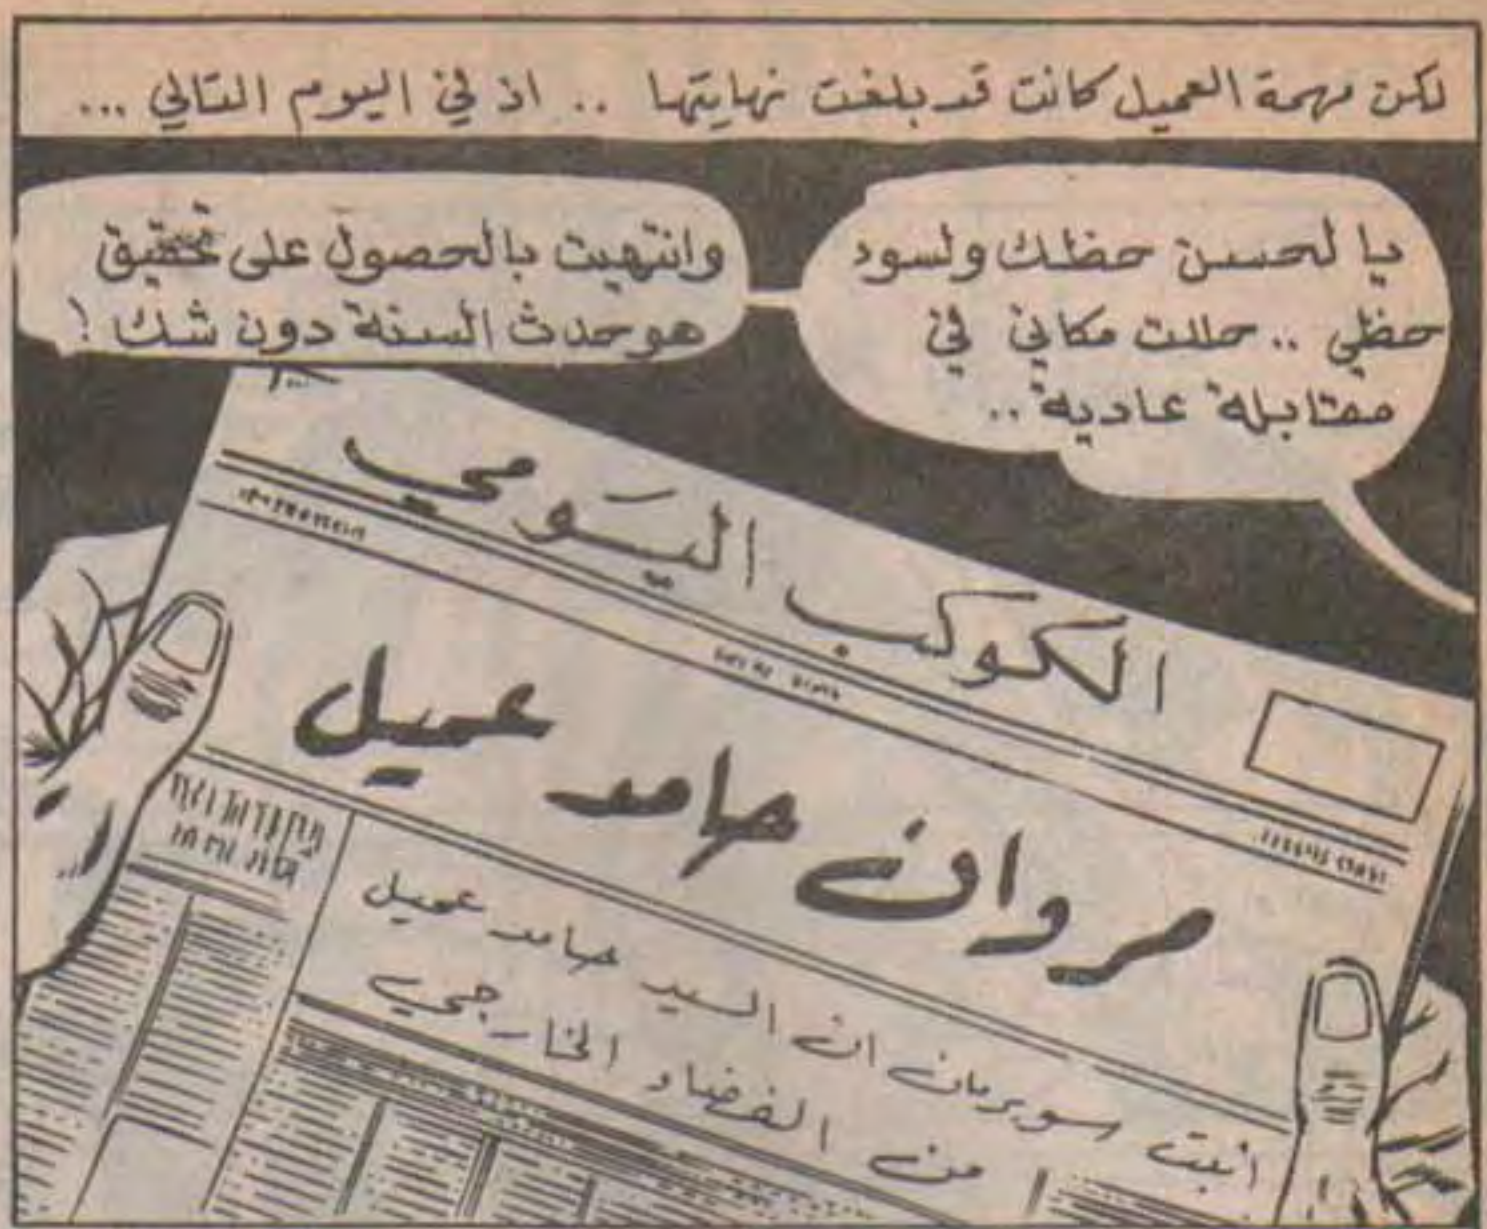 لكن مهمة العميل كانت قد بلغت نهايتها .. اذ في اليوم التالي ...
يا لحسن حظك ولسود
حظي .. حللت مكاني في
مقابلة عادية ..
وانتهيت بالحصول على تحقيق
هو حدث السنة دون شك !
الكوكب اليومي
مروان حامد عميل
اثبت سوبرمان ان السيد حامد عميل
من الفضاء الخارجي